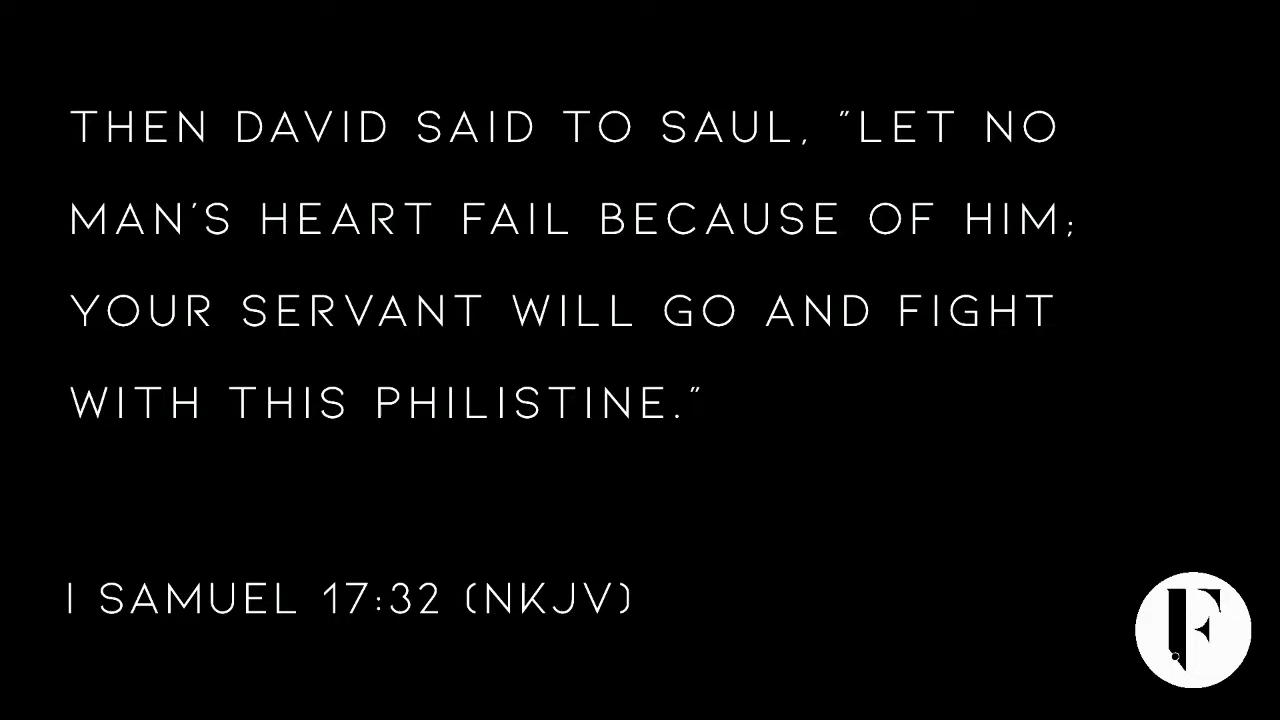 THEN DAVID SAID TO SAUL, "LET NO
MAN'S HEART FAIL BECAUSE OF HIM;
YOUR SERVANT WILL GO AND FIGHT
WITH THIS PHILISTINE."
I SAMUEL 17:32 (NKJV)
F